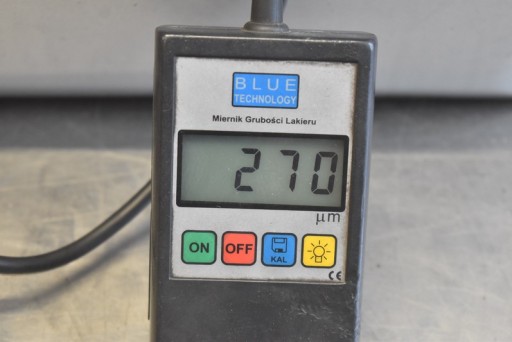 BLUE
TECHNOLOGY
Miernik Grubości Lakieru
270
µm
ON OFF KAL
CE